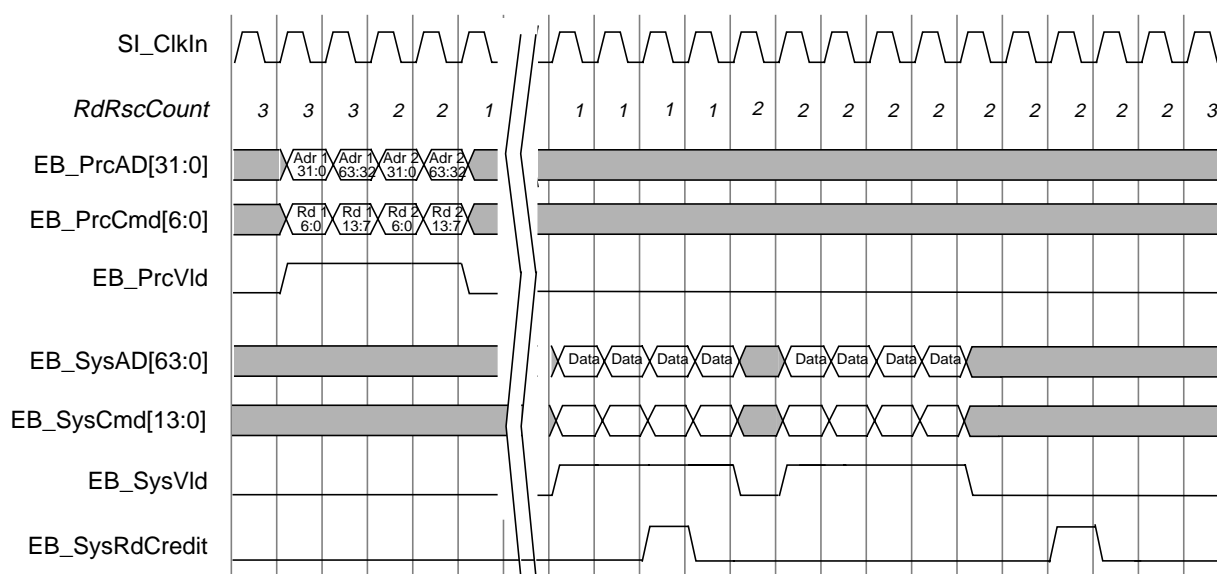 SI_ClkIn
RdRscCount 3 3 3 2 2 1 1 1 1 1 2 2 2 2 2 2 2 2 2 2 3
EB_PrcAD[31:0] Adr 1 Adr 1 Adr 2 Adr 2
31:0 63:32 31:0 63:32
EB_PrcCmd[6:0] Rd 1 Rd 1 Rd 2 Rd 2
6:0 13:7 6:0 13:7
EB_PrcVld
EB_SysAD[63:0] Data Data Data Data Data Data Data Data
EB_SysCmd[13:0]
EB_SysVld
EB_SysRdCredit